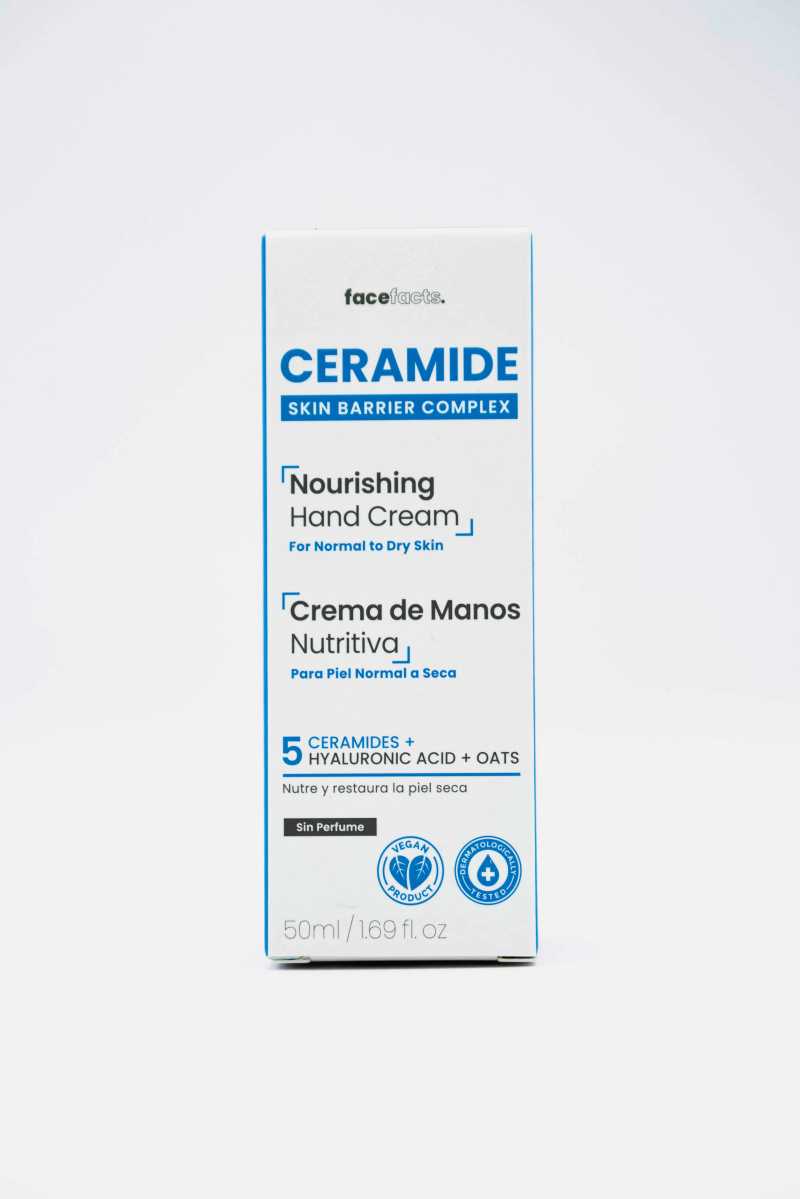 facefacts.
CERAMIDE
SKIN BARRIER COMPLEX
Nourishing
Hand Cream
For Normal to Dry Skin
Crema de Manos
Nutritiva
Para Piel Normal a Seca
5 CERAMIDES +
HYALURONIC ACID + OATS
Nutre y restaura la piel seca
Sin Perfume
VEGAN
PRODUCT
DERMATOLOGICALLY
TESTED
50ml / 1.69 fl. oz